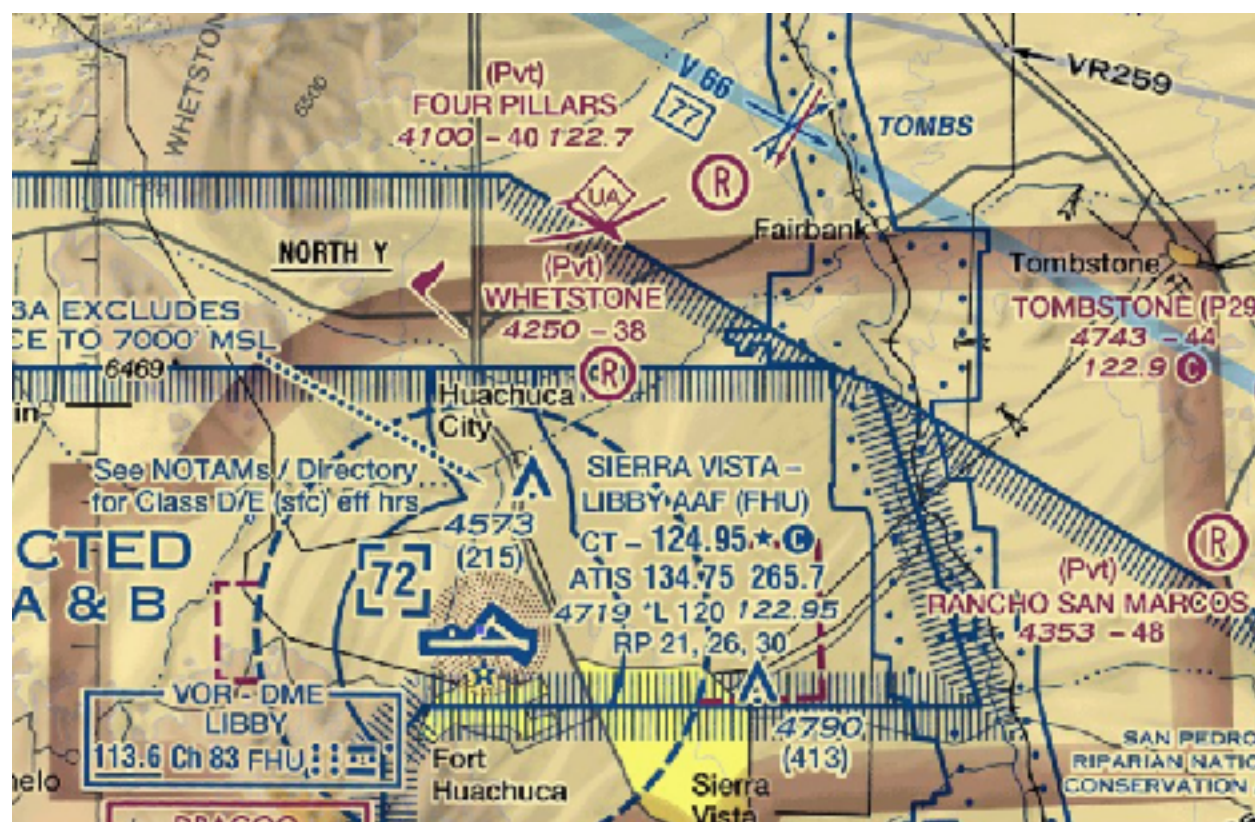 WHETSTON
6500
(Pvt)
FOUR PILLARS
4100 - 40 122.7
V 66
77
TOMBS
VR259
UA
R
Fairbank
NORTH Y
(Pvt)
WHETSTONE
4250 - 38
R
Tombstone
TOMBSTONE (P29
4743 - 44
122.9 C
3A EXCLUDES
CE TO 7000' MSL
6469
in
Huachuca
City
See NOTAMs / Directory
for Class D/E (sfc) eff hrs
CTED
A & B
4573
(215)
72
SIERRA VISTA -
LIBBY AAF (FHU)
CT - 124.95 ★ C
ATIS 134.75 265.7
4719 *L 120 122.95
RP 21, 26, 30
R
(Pvt)
RANCHO SAN MARCOS
4353 - 48
VOR - DME
LIBBY
113.6 Ch 83 FHU
elo
Fort
Huachuca
Sierra
Vista
4790
(413)
SAN PEDRO
RIPARIAN NATIO
CONSERVATION